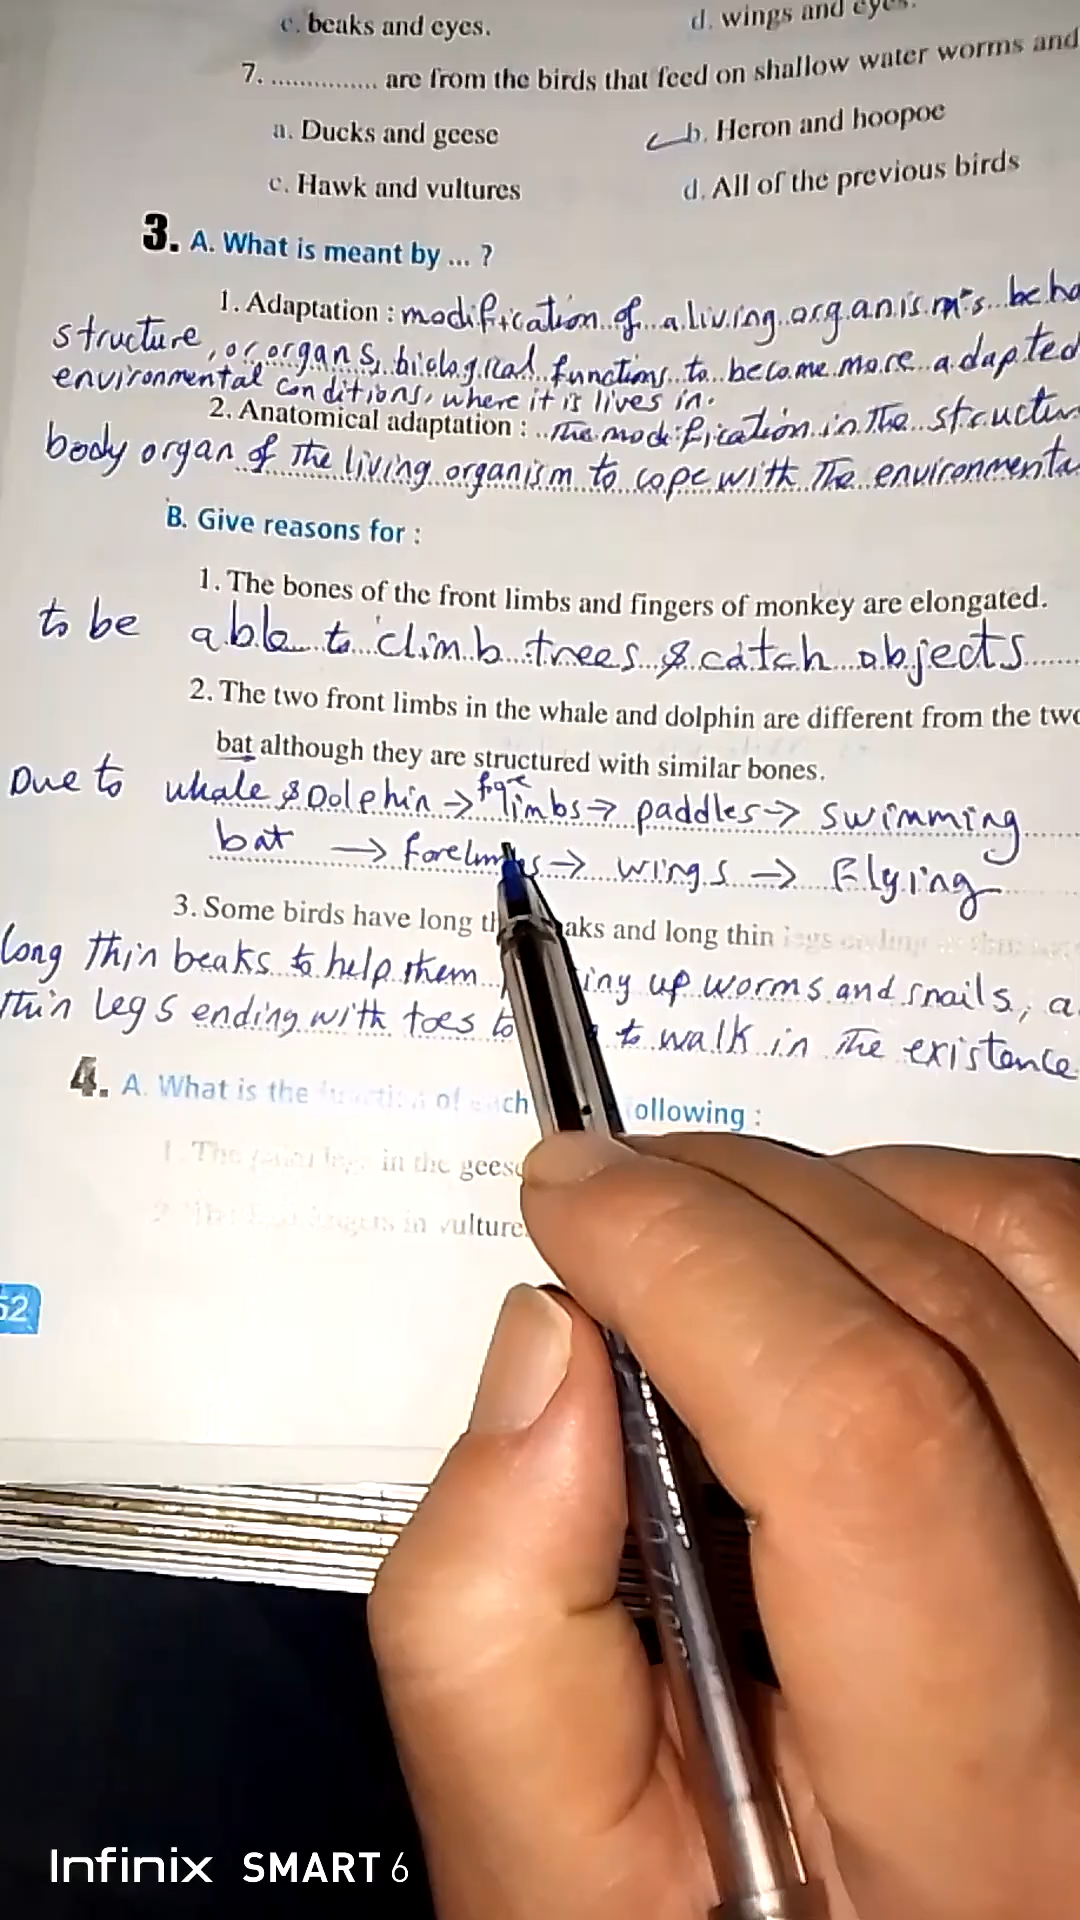 c. beaks and eyes.
d. wings and eyes.
7. .............. are from the birds that feed on shallow water worms and
a. Ducks and geese
b. Heron and hoopoe
c. Hawk and vultures
d. All of the previous birds
3. A. What is meant by ... ?
1. Adaptation : modification of a living organism's beha
structure, or organs, biological functions to become more adapted
environmental conditions, where it is lives in.
2. Anatomical adaptation : The modification in The structur
body organ of The living organism to cope with The environmenta
B. Give reasons for :
1. The bones of the front limbs and fingers of monkey are elongated.
to be able to climb trees & catch objects
2. The two front limbs in the whale and dolphin are different from the two
bat although they are structured with similar bones.
Due to whale & Dolphin → fore limbs → paddles → swimming
bat → forelimbs → wings → Flying
3. Some birds have long th aks and long thin legs ending
long thin beaks to help them ing up worms and snails, a
thin legs ending with toes to to walk in The existence
4. A. What is the function of each ollowing :
1. The in the geese
2. fingers in vulture
52
Infinix SMART 6